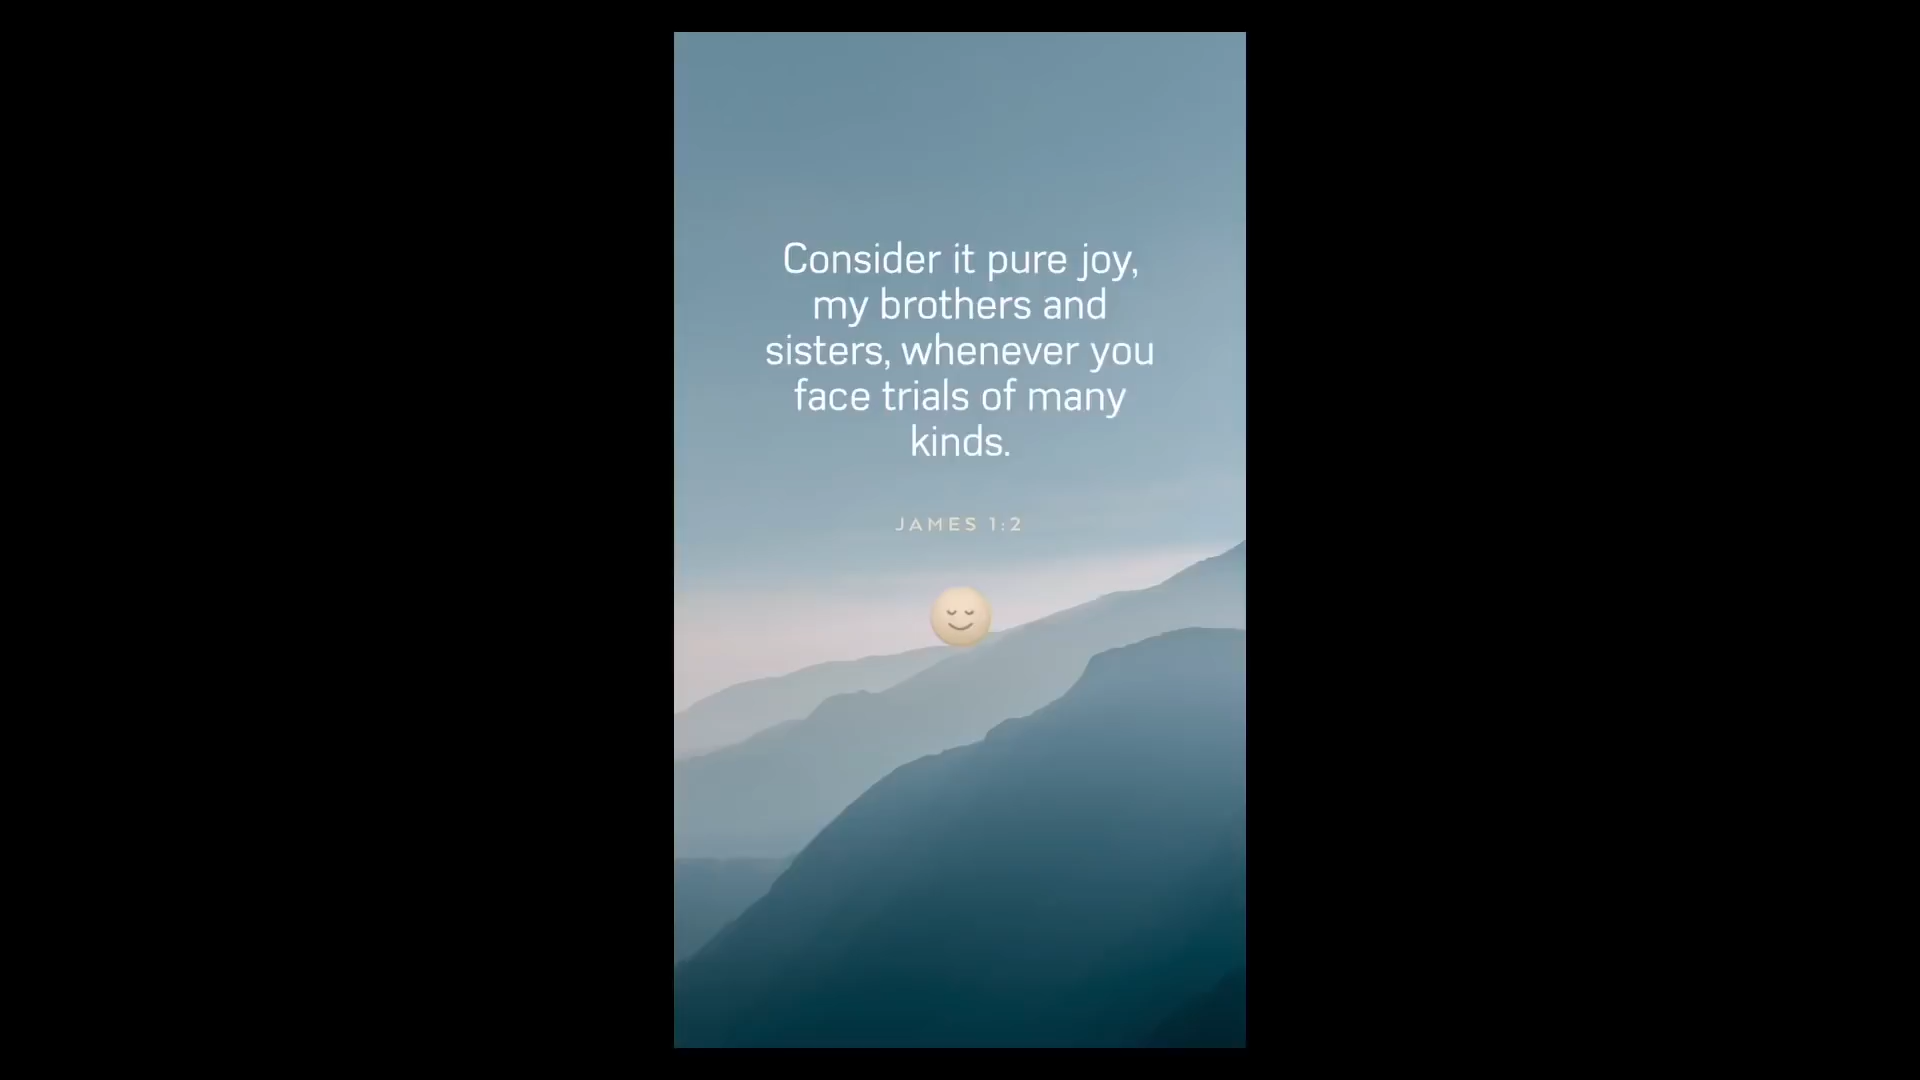 Consider it pure joy,
my brothers and
sisters, whenever you
face trials of many
kinds.
JAMES 1:2